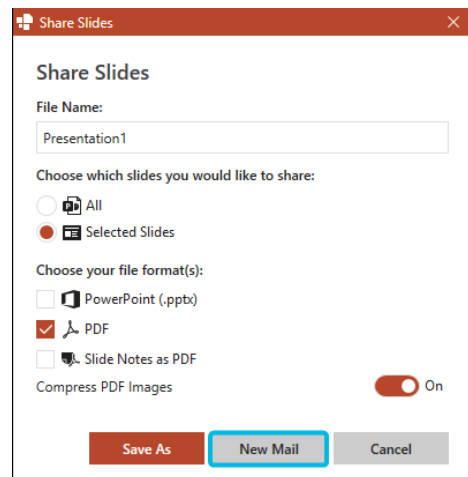 Share Slides
Share Slides
File Name:
Presentation1
Choose which slides you would like to share:
All
Selected Slides
Choose your file format(s):
PowerPoint (.pptx)
PDF
Slide Notes as PDF
Compress PDF Images On
Save As New Mail Cancel